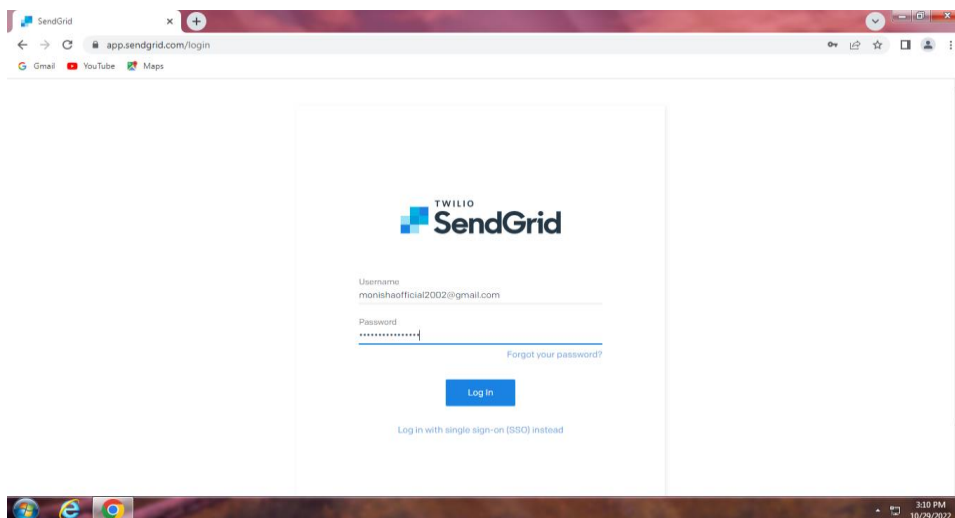 SendGrid
app.sendgrid.com/login
Gmail YouTube Maps
TWILIO
SendGrid
Username
monishaofficial2002@gmail.com
Password
***************
Forgot your password?
Log In
Log in with single sign-on (SSO) instead
3:10 PM
10/29/2022